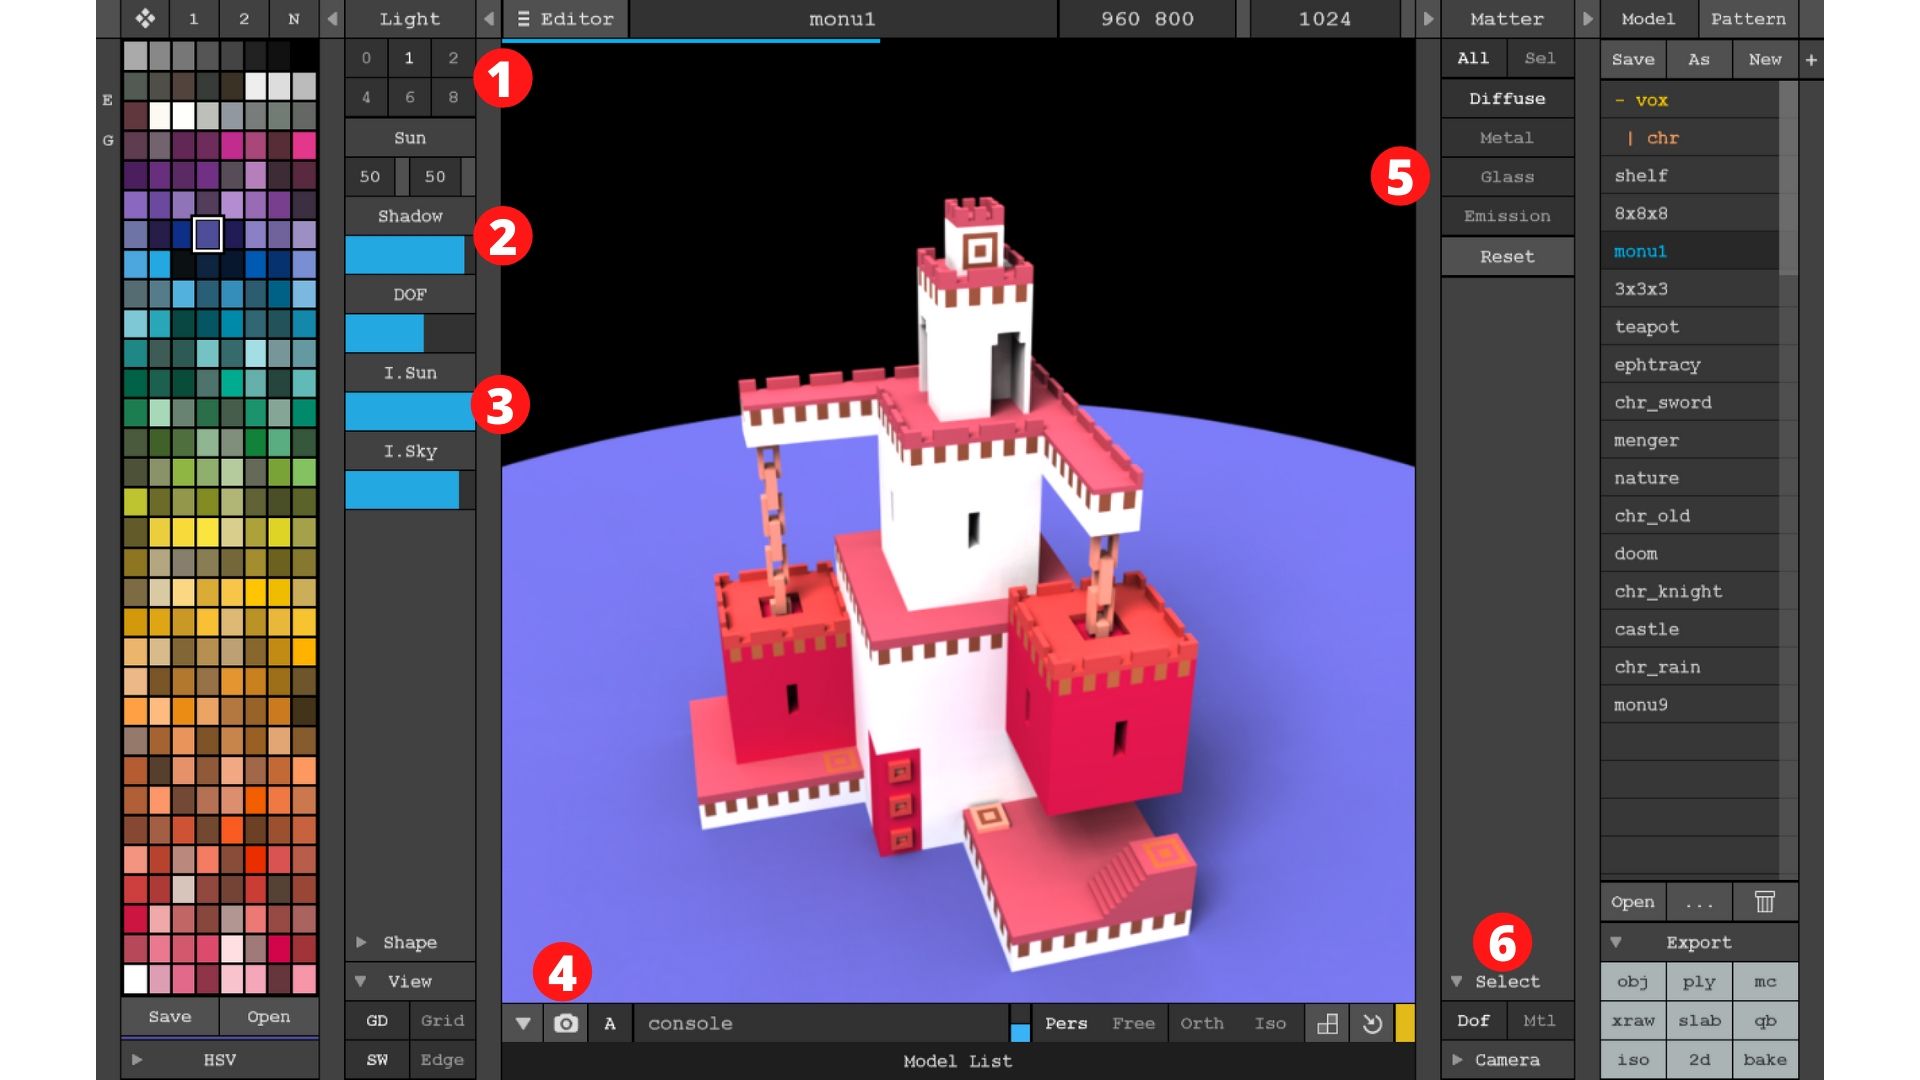 1 2 N
Light
Editor
monu1
960 800
1024
Matter
Model Pattern
E
G
0 1 2
4 6 8
Sun
50 50
Shadow
DOF
I.Sun
I.Sky
Shape
View
GD Grid
SW Edge
Save Open
HSV
1
2
3
4
5
6
A
console
Pers Free Orth Iso
Model List
All Sel
Diffuse
Metal
Glass
Emission
Reset
Select
Dof Mtl
Camera
Save As New +
- vox
| chr
shelf
8x8x8
monu1
3x3x3
teapot
ephtracy
chr_sword
menger
nature
chr_old
doom
chr_knight
castle
chr_rain
monu9
Open ...
Export
obj ply mc
xraw slab qb
iso 2d bake